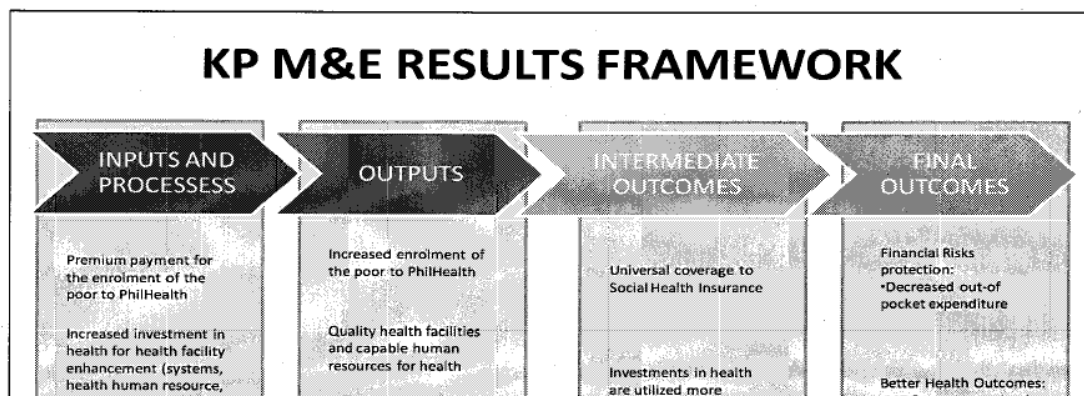 KP M&E RESULTS FRAMEWORK
INPUTS AND
PROCESSESS
OUTPUTS
INTERMEDIATE
OUTCOMES
FINAL
OUTCOMES
Premium payment for
the enrolment of the
poor to PhilHealth
Increased investment in
health for health facility
enhancement (systems,
health human resource,
Increased enrolment of
the poor to PhilHealth
Quality health facilities
and capable human
resources for health
Universal coverage to
Social Health Insurance
Investments in health
are utilized more
Financial Risks
protection:
•Decreased out-of
pocket expenditure
Better Health Outcomes: